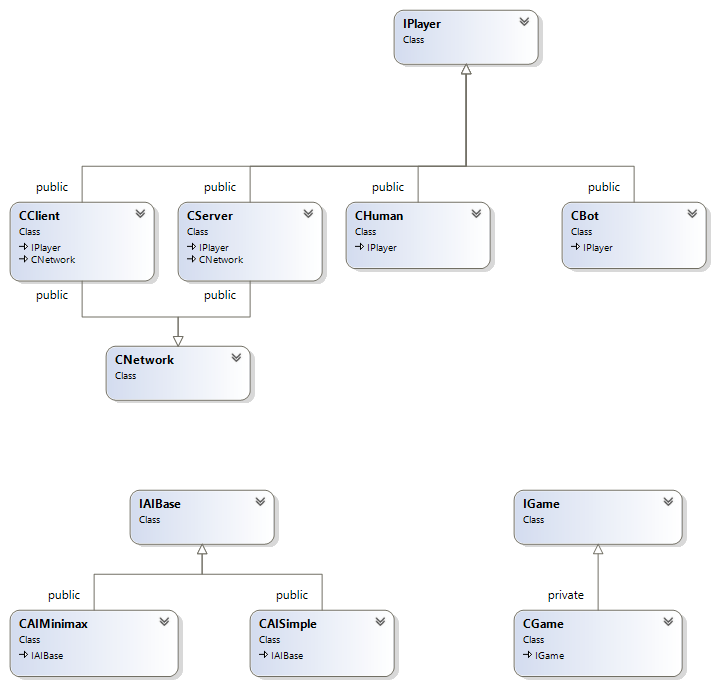 IPlayer
Class
public
public
public
public
CClient
Class
IPlayer
CNetwork
CServer
Class
IPlayer
CNetwork
CHuman
Class
IPlayer
CBot
Class
IPlayer
public
public
CNetwork
Class
IAIBase
Class
IGame
Class
public
public
private
CAIMinimax
Class
IAIBase
CAISimple
Class
IAIBase
CGame
Class
IGame